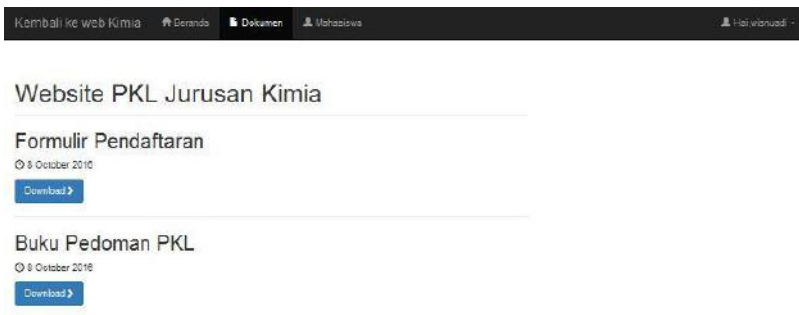 Kembali ke web Kimia Beranda Dokumen Mahasiswa Hai,wisnuadi
Website PKL Jurusan Kimia
Formulir Pendaftaran
8 October 2016
Download
Buku Pedoman PKL
8 October 2016
Download